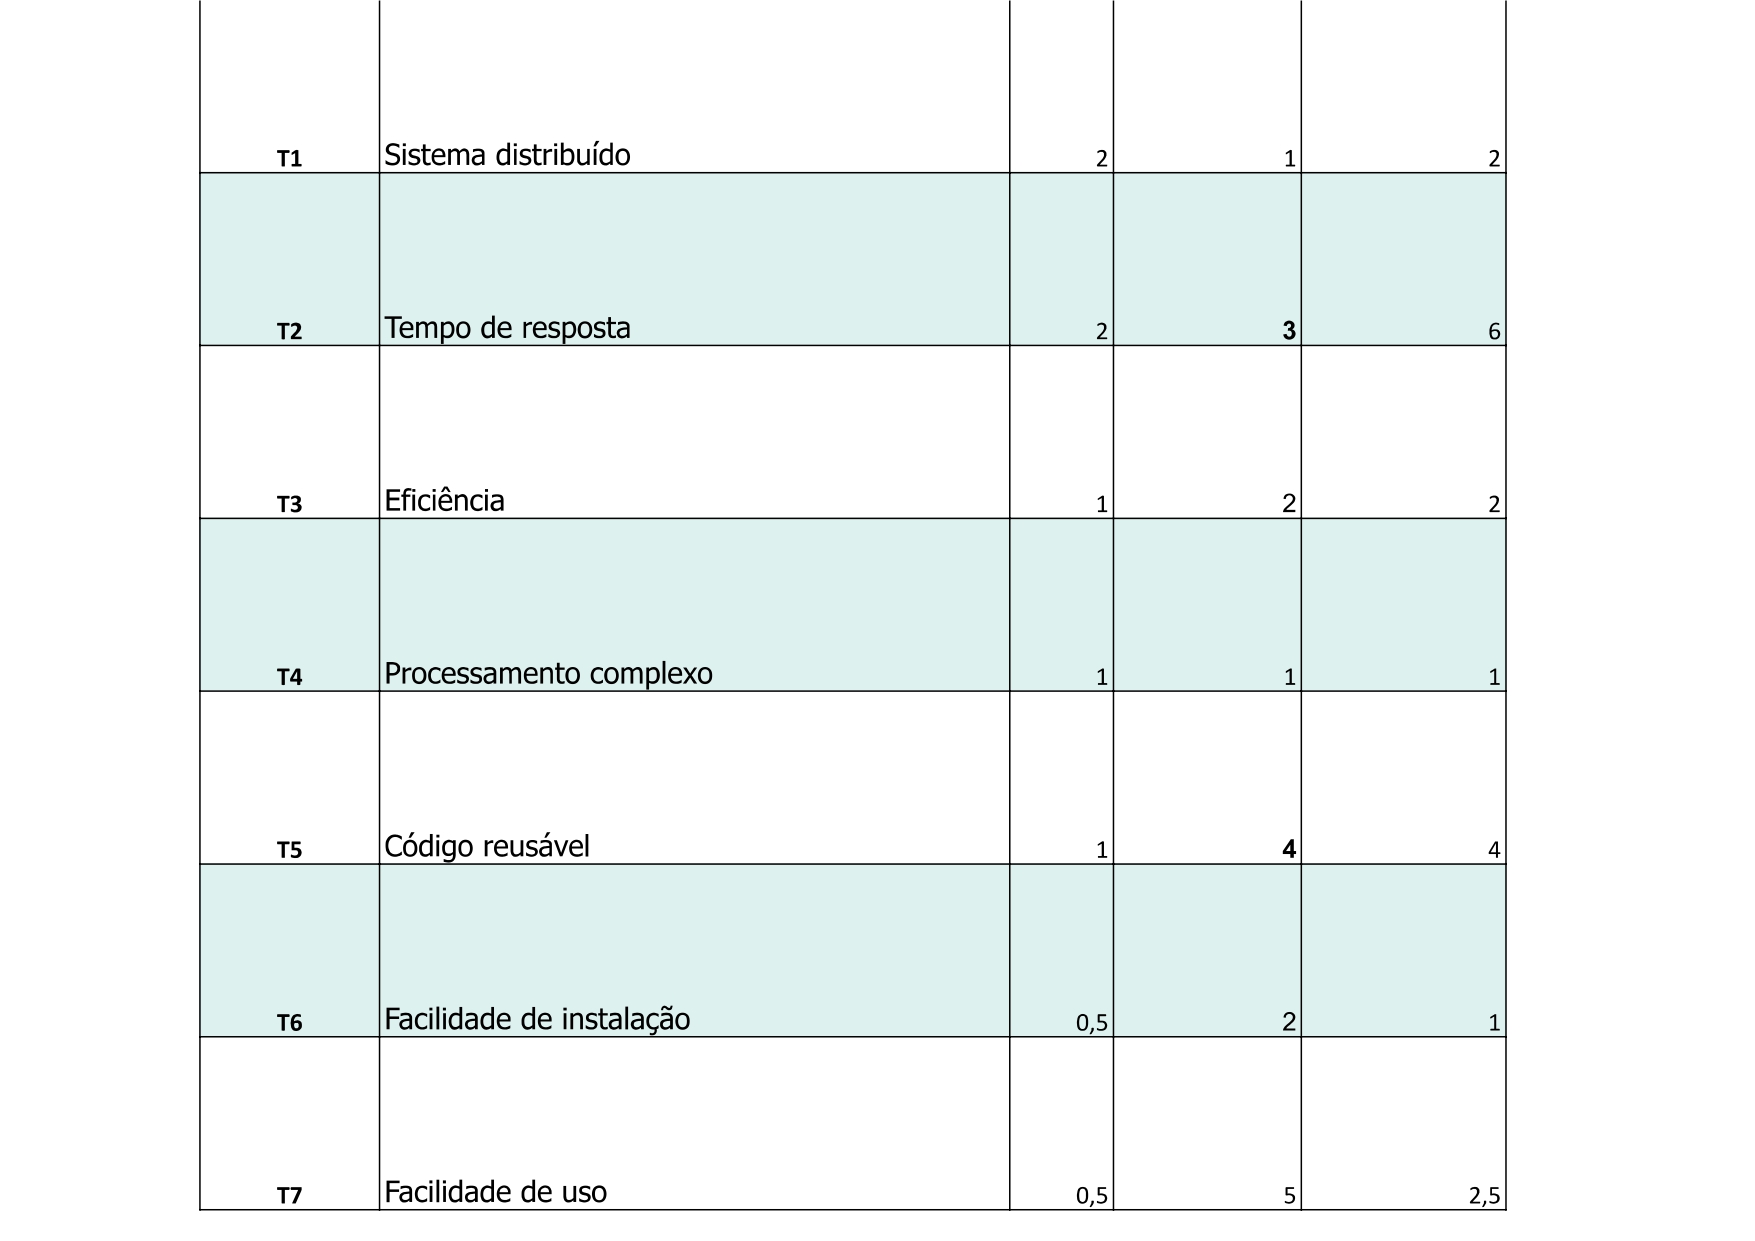 T1 Sistema distribuído 2 1 2
T2 Tempo de resposta 2 3 6
T3 Eficiência 1 2 2
T4 Processamento complexo 1 1 1
T5 Código reusável 1 4 4
T6 Facilidade de instalação 0,5 2 1
T7 Facilidade de uso 0,5 5 2,5